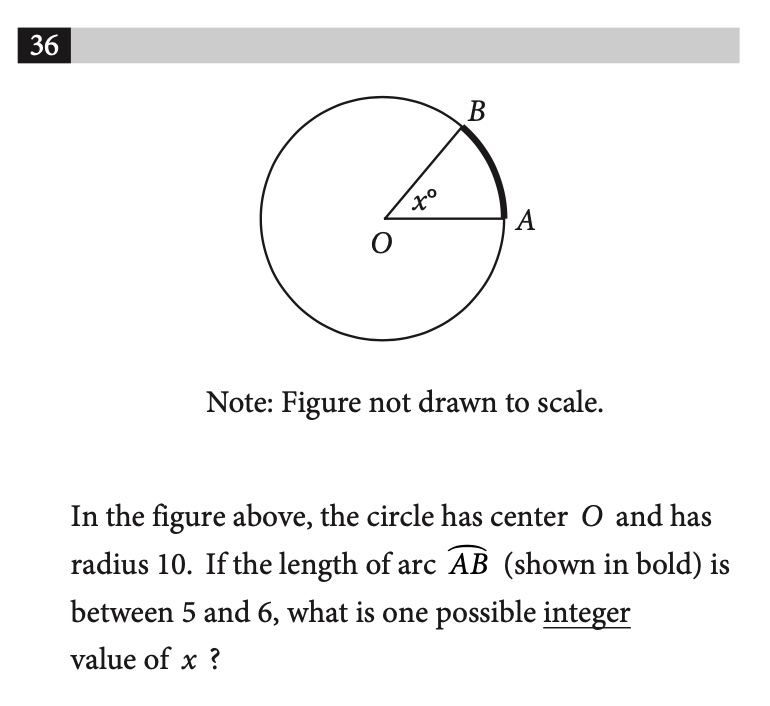 36
B
x°
A
O
Note: Figure not drawn to scale.
In the figure above, the circle has center O and has
radius 10. If the length of arc AB (shown in bold) is
between 5 and 6, what is one possible integer
value of x ?